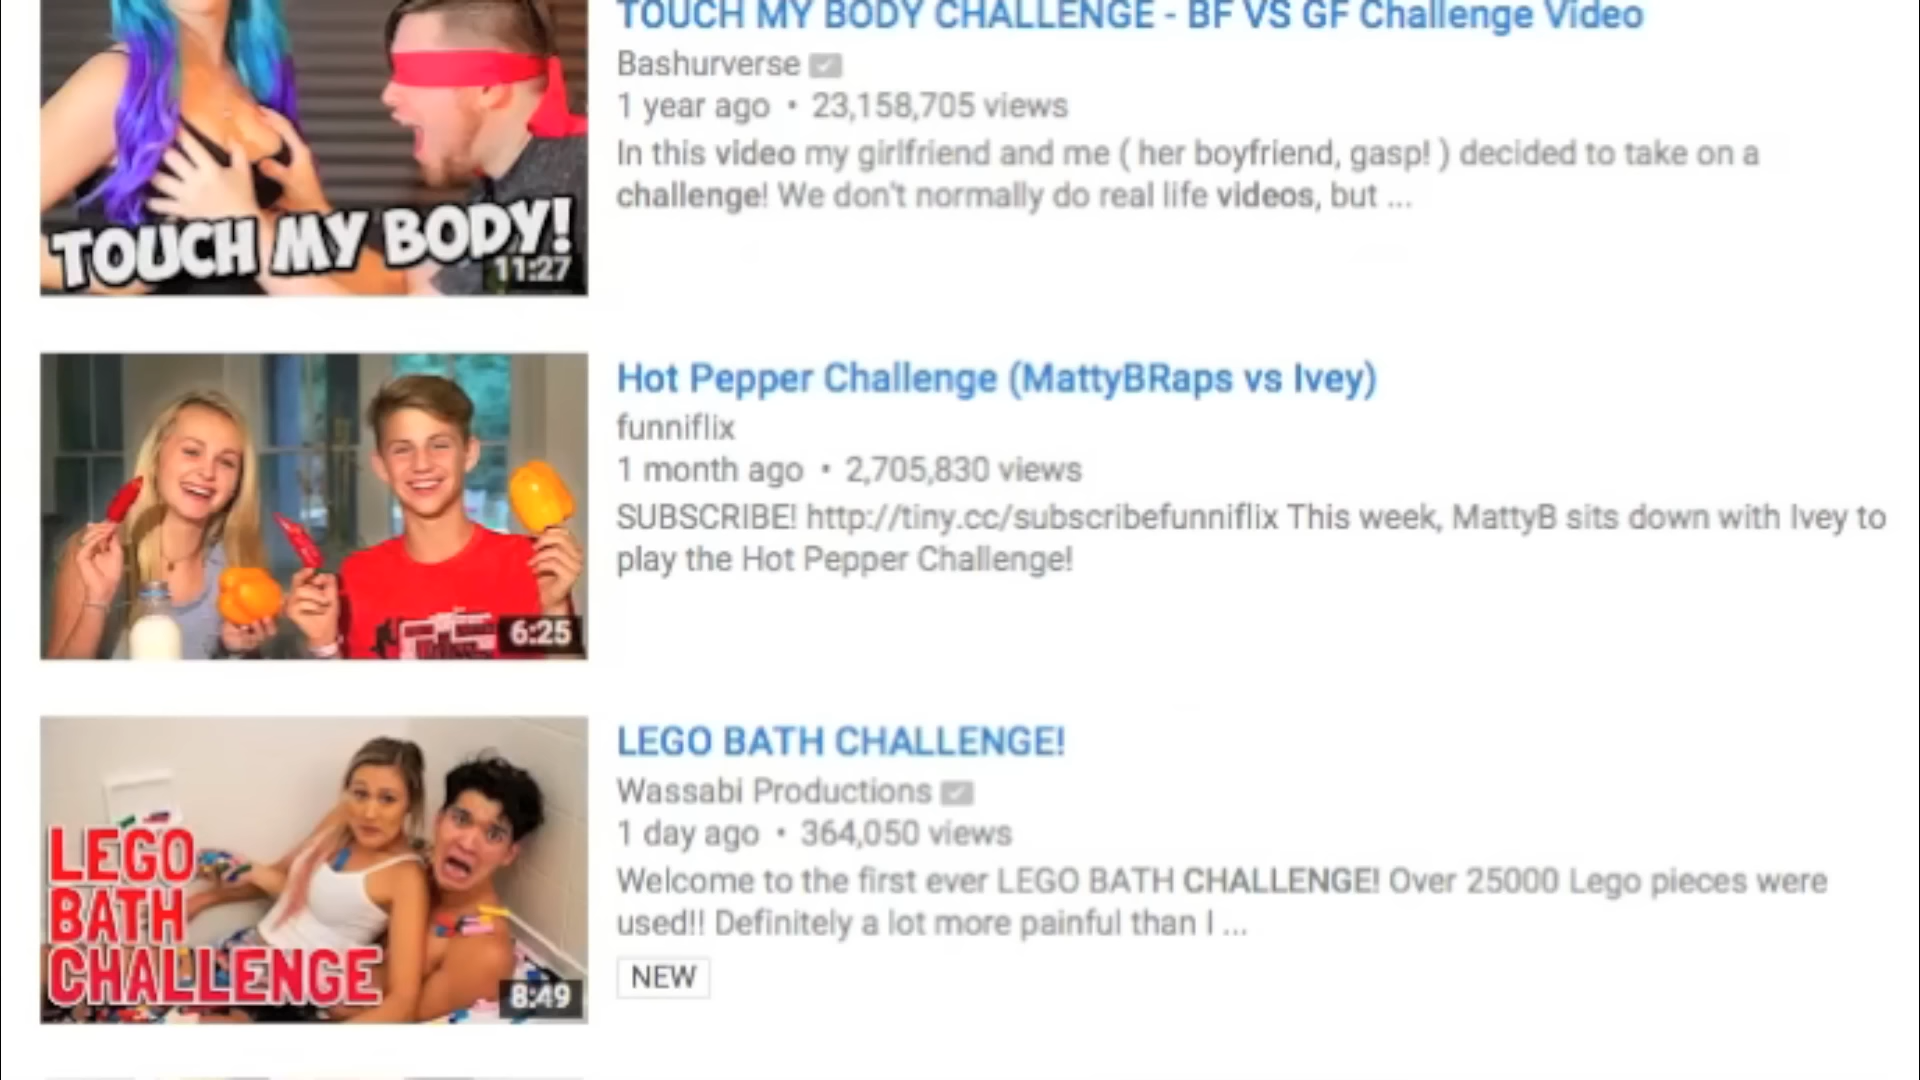 TOUCH MY BODY CHALLENGE - BF VS GF Challenge Video
Bashurverse
1 year ago • 23,158,705 views
In this video my girlfriend and me ( her boyfriend, gasp! ) decided to take on a
challenge! We don't normally do real life videos, but ...
TOUCH MY BODY!
11:27
Hot Pepper Challenge (MattyBRaps vs Ivey)
funniflix
1 month ago • 2,705,830 views
SUBSCRIBE! http://tiny.cc/subscribefunniflix This week, MattyB sits down with Ivey to
play the Hot Pepper Challenge!
6:25
LEGO BATH CHALLENGE!
Wassabi Productions
1 day ago • 364,050 views
Welcome to the first ever LEGO BATH CHALLENGE! Over 25000 Lego pieces were
used!! Definitely a lot more painful than I ...
NEW
LEGO
BATH
CHALLENGE
8:49